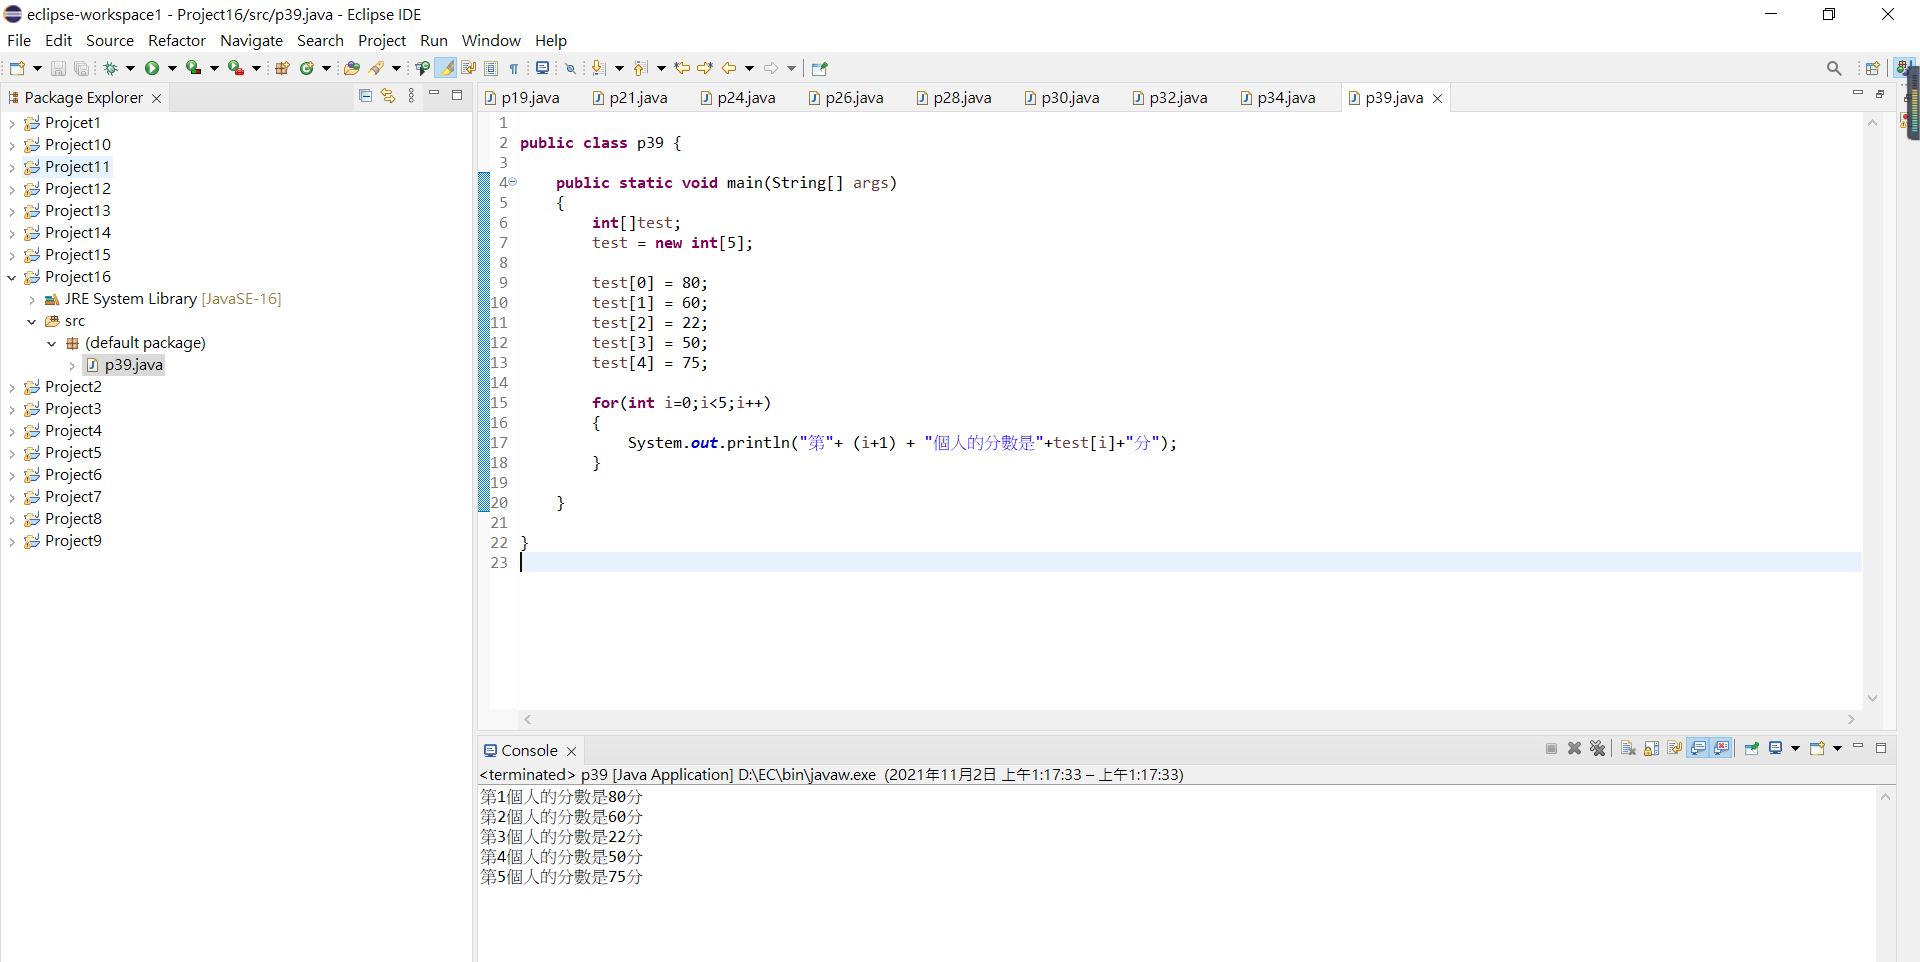 eclipse-workspace1 - Project16/src/p39.java - Eclipse IDE
File Edit Source Refactor Navigate Search Project Run Window Help
Package Explorer
p19.java p21.java p24.java p26.java p28.java p30.java p32.java p34.java p39.java
Projcet1
Project10
Project11
Project12
Project13
Project14
Project15
Project16
JRE System Library [JavaSE-16]
src
(default package)
p39.java
Project2
Project3
Project4
Project5
Project6
Project7
Project8
Project9
1
2 public class p39 {
3
4     public static void main(String[] args)
5     {
6         int[]test;
7         test = new int[5];
8
9         test[0] = 80;
10         test[1] = 60;
11         test[2] = 22;
12         test[3] = 50;
13         test[4] = 75;
14
15         for(int i=0;i<5;i++)
16         {
17             System.out.println("第"+ (i+1) + "個人的分數是"+test[i]+"分");
18         }
19
20     }
21
22 }
23
Console
<terminated> p39 [Java Application] D:\EC\bin\javaw.exe (2021年11月2日 上午1:17:33 – 上午1:17:33)
第1個人的分數是80分
第2個人的分數是60分
第3個人的分數是22分
第4個人的分數是50分
第5個人的分數是75分